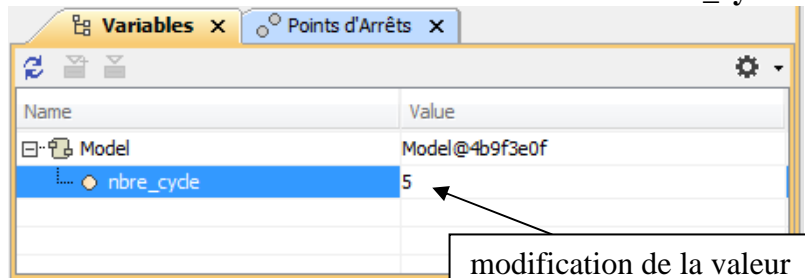 Variables X Points d'Arrêts X
Name Value
Model Model@4b9f3e0f
nbre_cycle 5
modification de la valeur